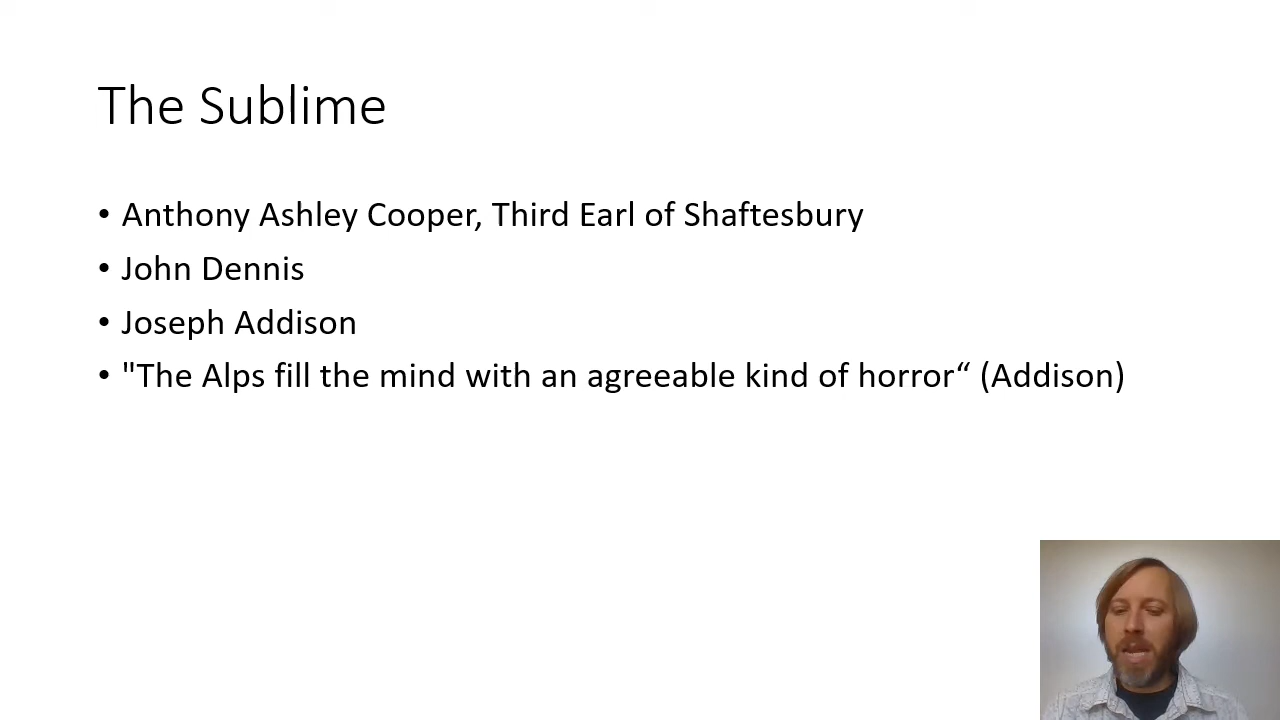 The Sublime
• Anthony Ashley Cooper, Third Earl of Shaftesbury
• John Dennis
• Joseph Addison
• "The Alps fill the mind with an agreeable kind of horror“ (Addison)